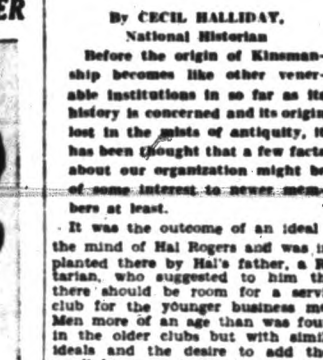 ER
By CECIL HALLIDAY,
National Historian
Before the origin of Kinsman-
ship becomes like other vener-
able institutions in so far as its
history is concerned and its origin
lost in the mists of antiquity, it
has been thought that a few facts
about our organization might be
of some interest to newer mem-
bers at least.
It was the outcome of an ideal
the mind of Hal Rogers and was
planted there by Hal's father, a
tarian, who suggested to him
there should be room for a
club for the younger business
Men more of an age than was
in the older clubs but with
ideals and the desire to add